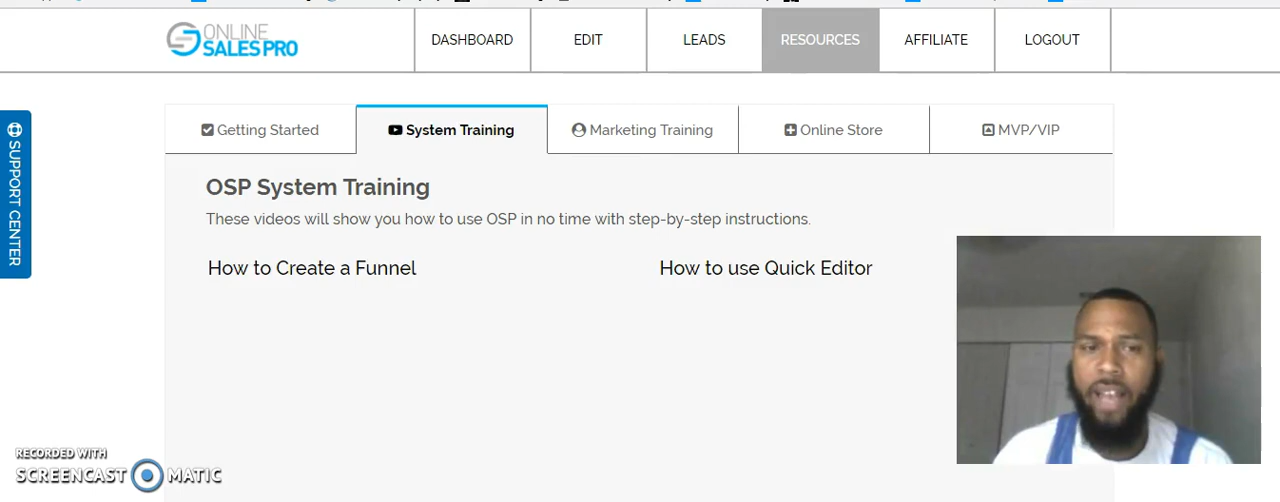 ONLINE
SALES PRO
DASHBOARD
EDIT
LEADS
RESOURCES
AFFILIATE
LOGOUT
Getting Started
System Training
Marketing Training
Online Store
MVP/VIP
SUPPORT CENTER
OSP System Training
These videos will show you how to use OSP in no time with step-by-step instructions.
How to Create a Funnel
How to use Quick Editor
RECORDED WITH
SCREENCAST MATIC